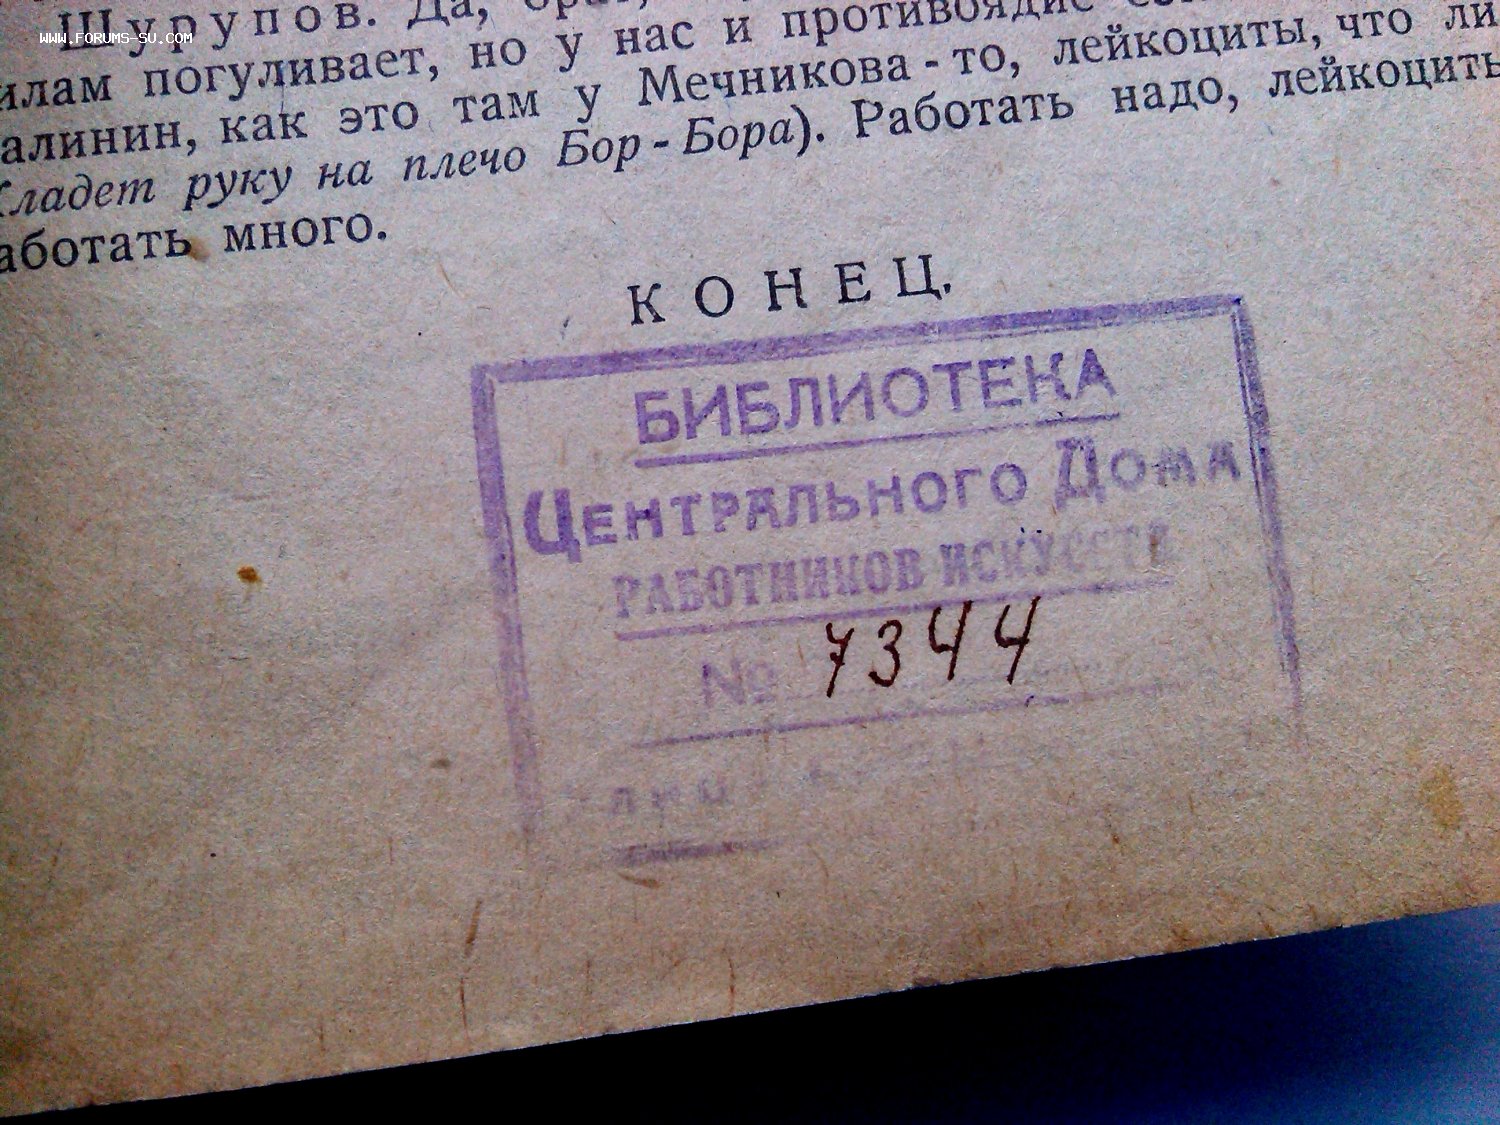 WWW.FORUMS-SU.COM
Шурупов. Да,
илам погуливает, но у нас и противоядие
алинин, как это там у Мечникова-то, лейкоциты, что ли
Кладет руку на плечо Бор-Бора). Работать надо, лейкоциты
аботать много.
КОНЕЦ.
БИБЛИОТЕКА
Центрального Дома
РАБОТНИКОВ ИСКУССТВ
№ 7344